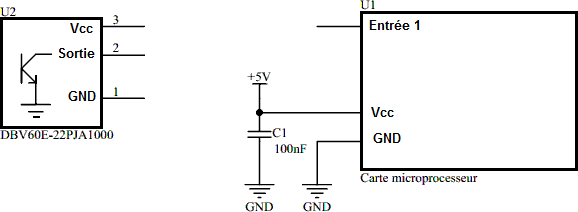 U2
Vcc
3
Sortie
2
GND
1
DBV60E-22PJA1000
U1
Entrée 1
+5V
Vcc
C1
100nF
GND
GND
GND
Carte microprocesseur